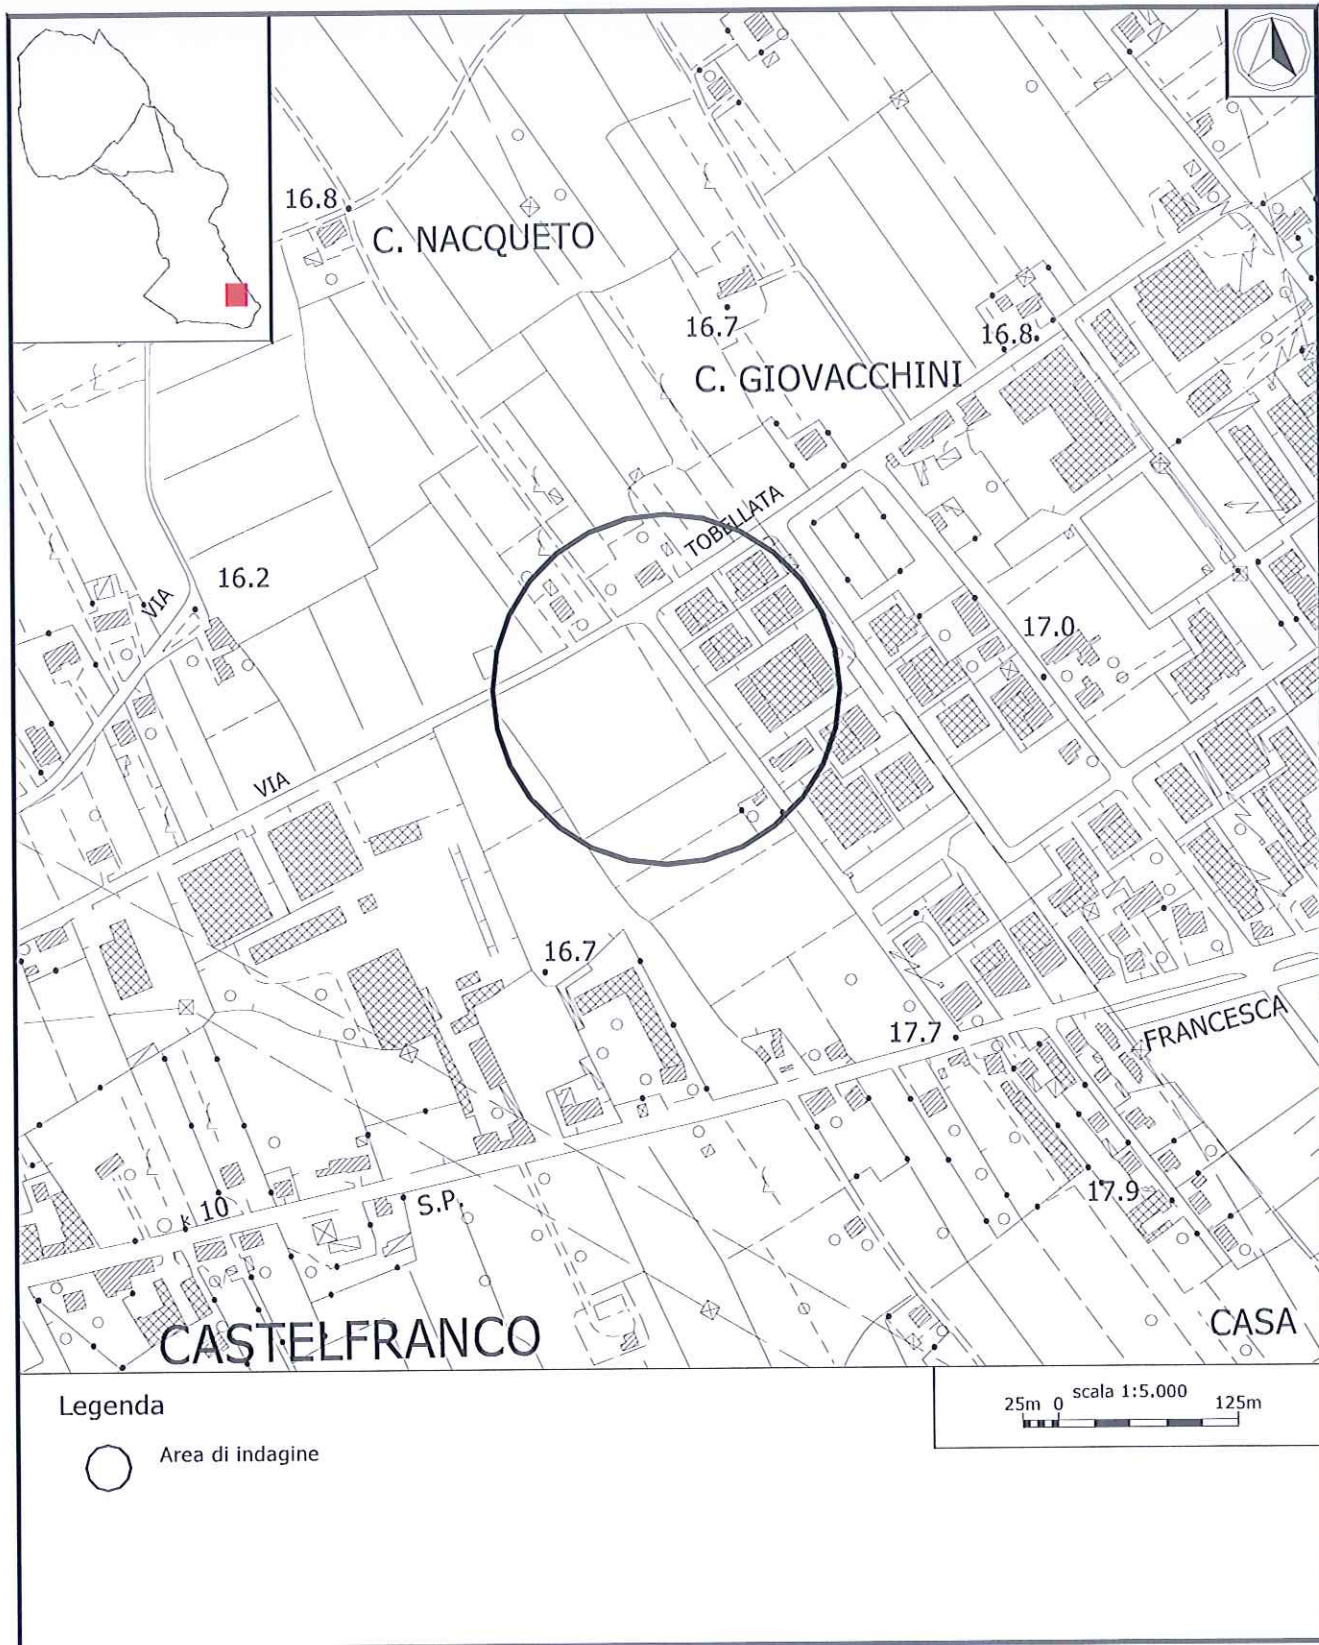 16.8
C. NACQUETO
16.7
16.8
C. GIOVACCHINI
TOBELLATA
VIA
16.2
17.0
VIA
16.7
17.7
FRANCESCA
17.9
k 10
S.P.
CASTELFRANCO
CASA
Legenda
Area di indagine
scala 1:5.000
25m 0 125m